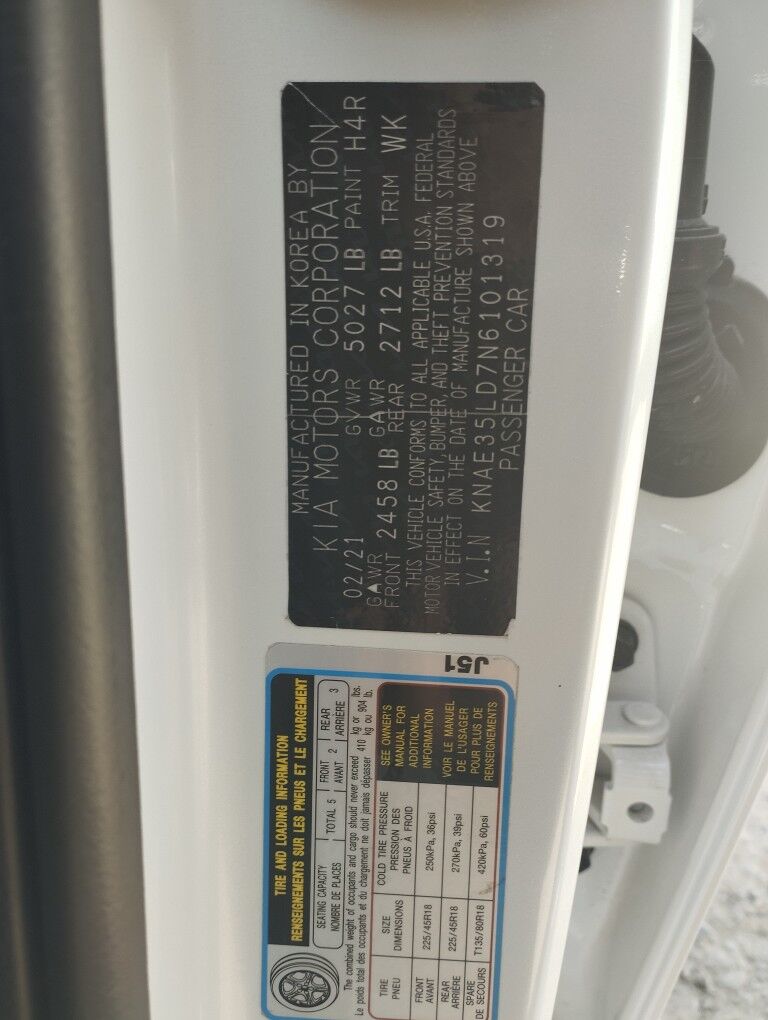 MANUFACTURED IN KOREA BY
KIA MOTORS CORPORATION
02/21 GVWR 5027 LB PAINT H4R
GAWR FRONT 2458 LB GAWR REAR 2712 LB TRIM WK
THIS VEHICLE CONFORMS TO ALL APPLICABLE U.S.A. FEDERAL
MOTOR VEHICLE SAFETY, BUMPER, AND THEFT PREVENTION STANDARDS
IN EFFECT ON THE DATE OF MANUFACTURE SHOWN ABOVE
V.I.N KNAE35LD7N6101319
PASSENGER CAR
J51
TIRE AND LOADING INFORMATION
RENSEIGNEMENTS SUR LES PNEUS ET LE CHARGEMENT
SEATING CAPACITY
NOMBRE DE PLACES
TOTAL 5
FRONT
AVANT 2
REAR
ARRIÈRE 3
The combined weight of occupants and cargo should never exceed 410 kg or 904 lbs.
Le poids total des occupants et du chargement ne doit jamais dépasser 410 kg ou 904 lb.
TIRE
PNEU
SIZE
DIMENSIONS
COLD TIRE PRESSURE
PRESSION DES
PNEUS À FROID
FRONT
AVANT
225/45R18
250kPa, 36psi
REAR
ARRIÈRE
225/45R18
270kPa, 39psi
SPARE
DE SECOURS
T135/80R18
420kPa, 60psi
SEE OWNER'S
MANUAL FOR
ADDITIONAL
INFORMATION
VOIR LE MANUEL
DE L'USAGER
POUR PLUS DE
RENSEIGNEMENTS